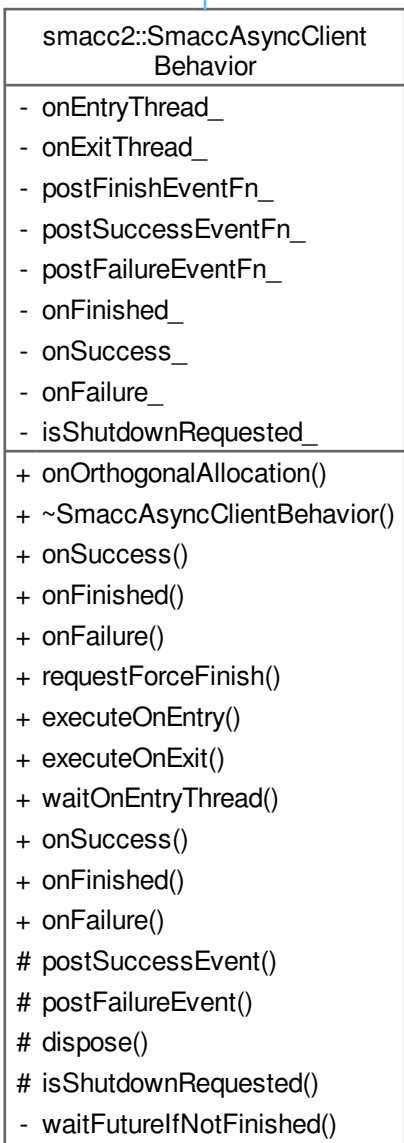 smacc2::SmaccAsyncClient
Behavior
- onEntryThread_
- onExitThread_
- postFinishEventFn_
- postSuccessEventFn_
- postFailureEventFn_
- onFinished_
- onSuccess_
- onFailure_
- isShutdownRequested_
+ onOrthogonalAllocation()
+ ~SmaccAsyncClientBehavior()
+ onSuccess()
+ onFinished()
+ onFailure()
+ requestForceFinish()
+ executeOnEntry()
+ executeOnExit()
+ waitOnEntryThread()
+ onSuccess()
+ onFinished()
+ onFailure()
# postSuccessEvent()
# postFailureEvent()
# dispose()
# isShutdownRequested()
- waitFutureIfNotFinished()